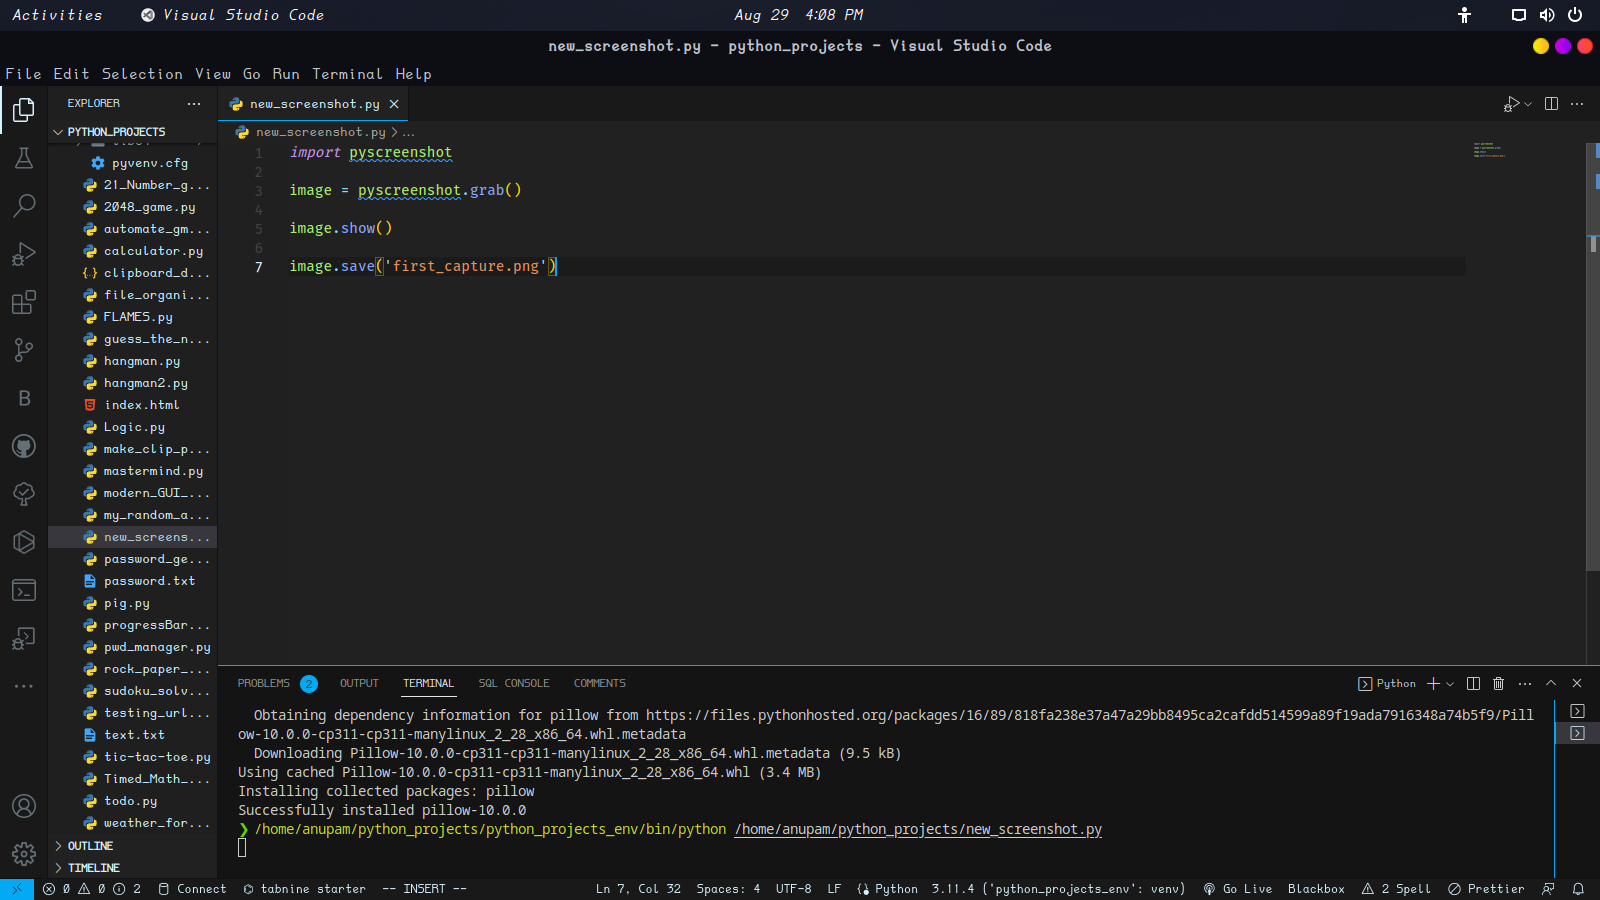 Activities
Visual Studio Code
Aug 29 4:08 PM
new_screenshot.py - python_projects - Visual Studio Code
File Edit Selection View Go Run Terminal Help
EXPLORER
PYTHON_PROJECTS
pyvenv.cfg
21_Number_g...
2048_game.py
automate_gm...
calculator.py
clipboard_d...
file_organi...
FLAMES.py
guess_the_n...
hangman.py
hangman2.py
index.html
Logic.py
make_clip_p...
mastermind.py
modern_GUI_...
my_random_a...
new_screens...
password_ge...
password.txt
pig.py
progressBar...
pwd_manager.py
rock_paper_...
sudoku_solv...
testing_url...
text.txt
tic-tac-toe.py
Timed_Math_...
todo.py
weather_for...
OUTLINE
TIMELINE
new_screenshot.py
new_screenshot.py > ...
1 import pyscreenshot
2
3 image = pyscreenshot.grab()
4
5 image.show()
6
7 image.save('first_capture.png')
PROBLEMS 2 OUTPUT TERMINAL SQL CONSOLE COMMENTS
Python
Obtaining dependency information for pillow from https://files.pythonhosted.org/packages/16/89/818fa238e37a47a29bb8495ca2cafdd514599a89f19ada7916348a74b5f9/Pill
ow-10.0.0-cp311-cp311-manylinux_2_28_x86_64.whl.metadata
Downloading Pillow-10.0.0-cp311-cp311-manylinux_2_28_x86_64.whl.metadata (9.5 kB)
Using cached Pillow-10.0.0-cp311-cp311-manylinux_2_28_x86_64.whl (3.4 MB)
Installing collected packages: pillow
Successfully installed pillow-10.0.0
❯ /home/anupam/python_projects/python_projects_env/bin/python /home/anupam/python_projects/new_screenshot.py
0 0 2 Connect tabnine starter -- INSERT -- Ln 7, Col 32 Spaces: 4 UTF-8 LF Python 3.11.4 ('python_projects_env': venv) Go Live Blackbox 2 Spell Prettier